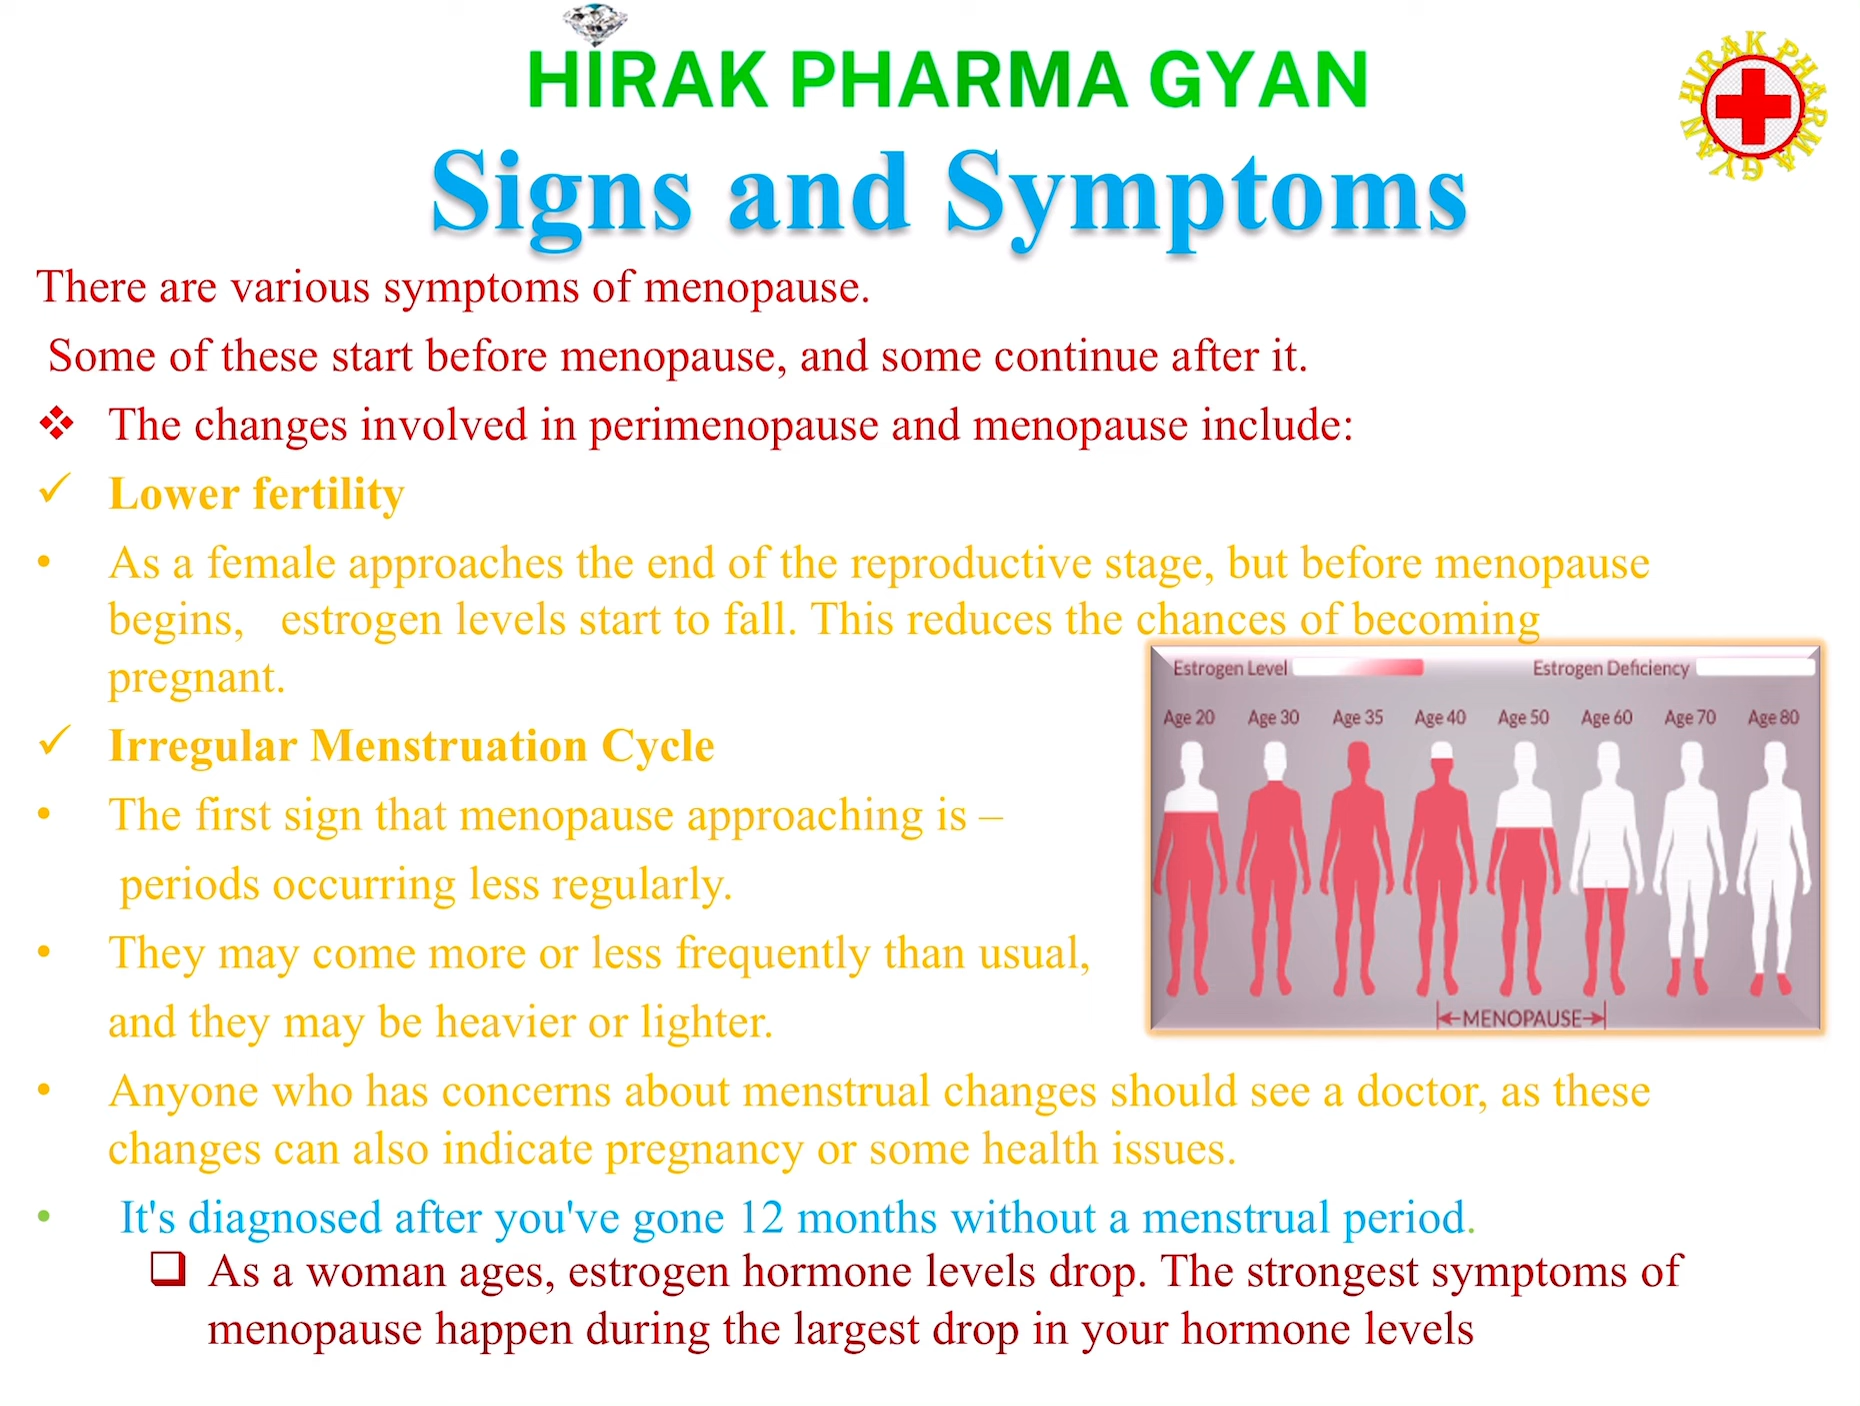 HIRAK PHARMA GYAN
HIRAK PHARMA GYAN
Signs and Symptoms
There are various symptoms of menopause.
Some of these start before menopause, and some continue after it.
❖ The changes involved in perimenopause and menopause include:
✓ Lower fertility
• As a female approaches the end of the reproductive stage, but before menopause
begins, estrogen levels start to fall. This reduces the chances of becoming
pregnant.
✓ Irregular Menstruation Cycle
• The first sign that menopause approaching is –
periods occurring less regularly.
• They may come more or less frequently than usual,
and they may be heavier or lighter.
Estrogen Level Estrogen Deficiency
Age 20 Age 30 Age 35 Age 40 Age 50 Age 60 Age 70 Age 80
MENOPAUSE
• Anyone who has concerns about menstrual changes should see a doctor, as these
changes can also indicate pregnancy or some health issues.
• It's diagnosed after you've gone 12 months without a menstrual period.
❑ As a woman ages, estrogen hormone levels drop. The strongest symptoms of
menopause happen during the largest drop in your hormone levels